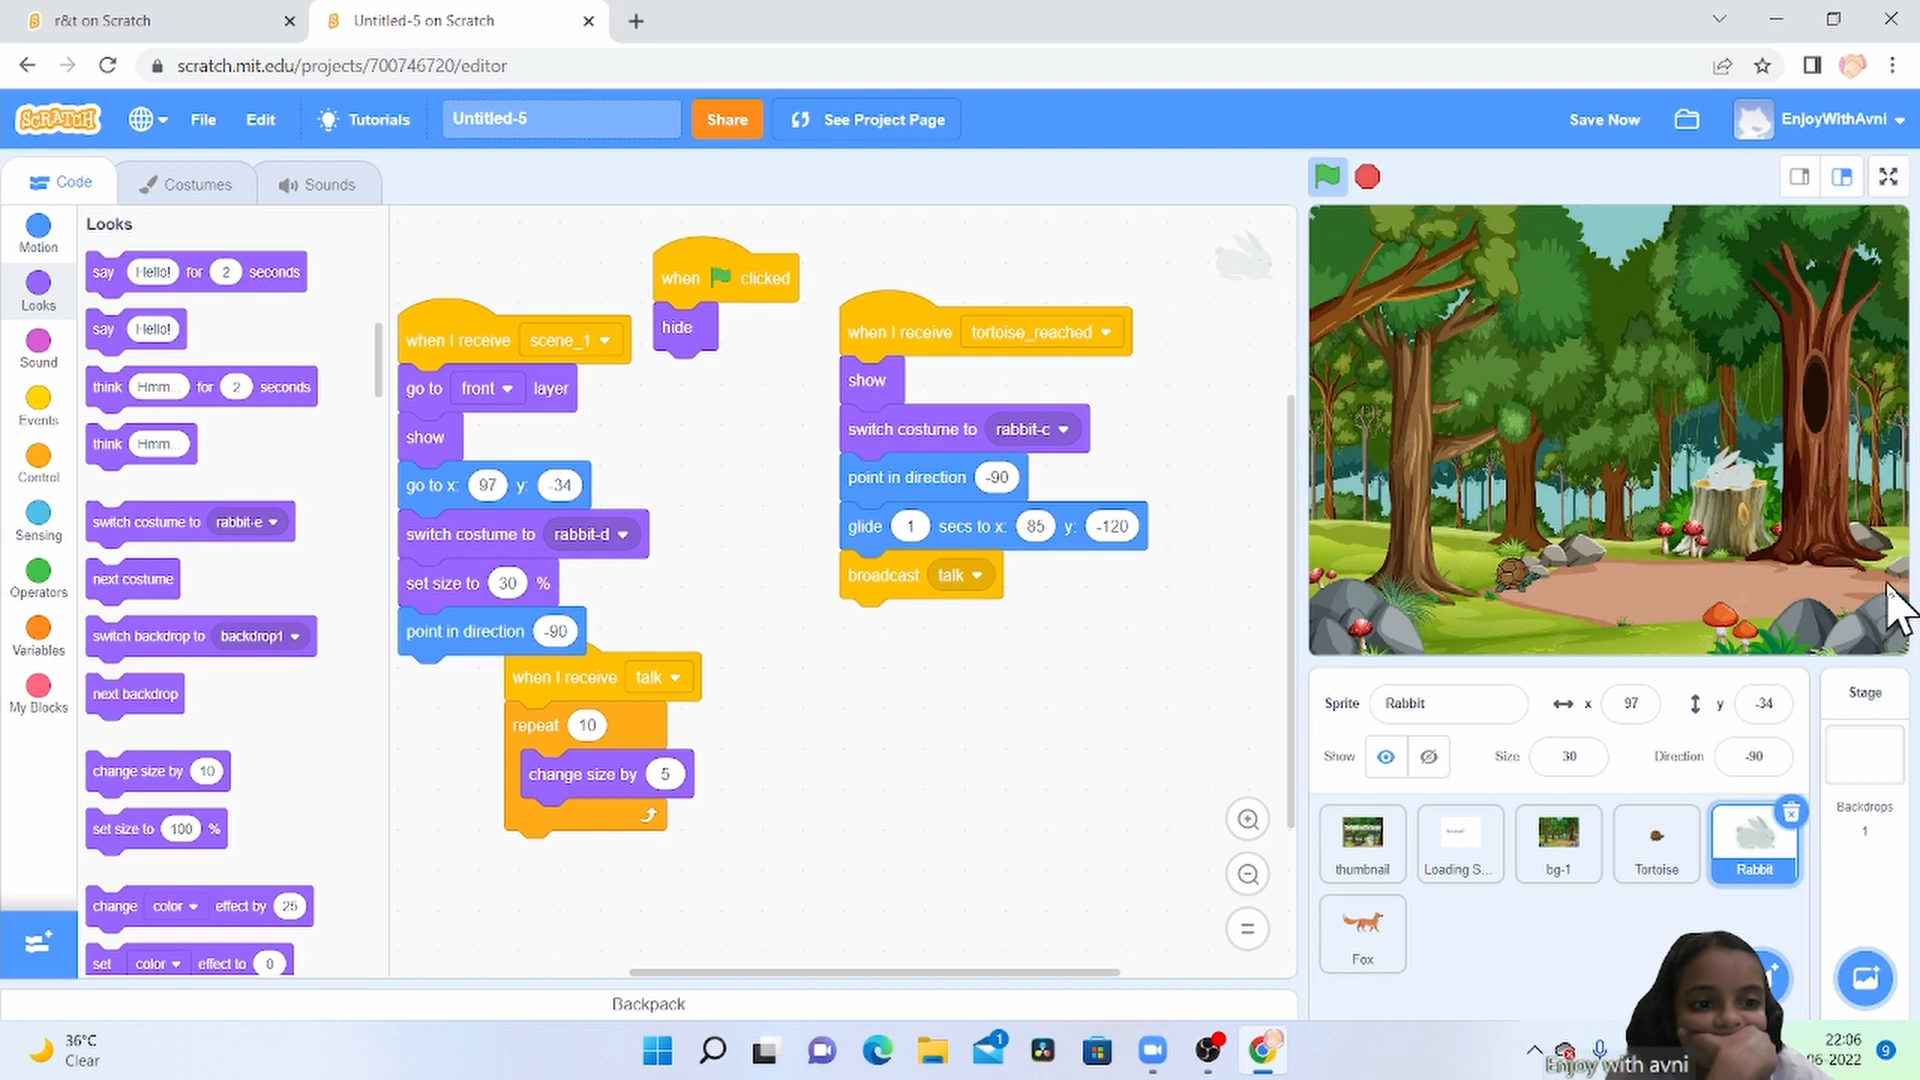 r&t on Scratch
Untitled-5 on Scratch
scratch.mit.edu/projects/700746720/editor
SCRATCH
File
Edit
Tutorials
Untitled-5
Share
See Project Page
Save Now
EnjoyWithAvni
Code
Costumes
Sounds
Motion
Looks
Sound
Events
Control
Sensing
Operators
Variables
My Blocks
Looks
say Hello! for 2 seconds
say Hello!
think Hmm... for 2 seconds
think Hmm...
switch costume to rabbit-e
next costume
switch backdrop to backdrop1
next backdrop
change size by 10
set size to 100 %
change color effect by 25
set color effect to 0
when I receive scene_1
go to front layer
show
go to x: 97 y: -34
switch costume to rabbit-d
set size to 30 %
point in direction -90
when clicked
hide
when I receive talk
repeat 10
change size by 5
when I receive tortoise_reached
show
switch costume to rabbit-c
point in direction -90
glide 1 secs to x: 85 y: -120
broadcast talk
Sprite Rabbit x 97 y -34
Show Size 30 Direction -90
thumbnail
Loading S...
bg-1
Tortoise
Rabbit
Fox
Stage
Backdrops
1
Backpack
36°C
Clear
1
22:06
06-2022
9
Enjoy with avni